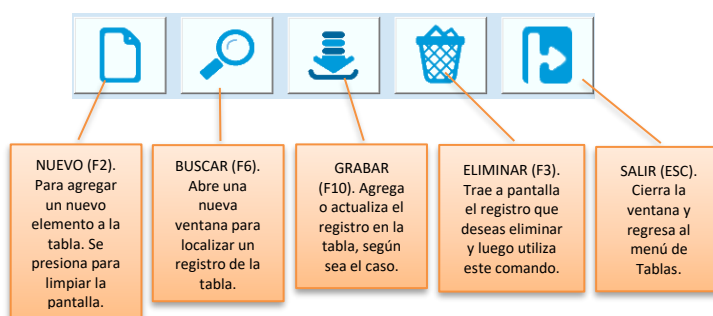 NUEVO (F2).
Para agregar
un nuevo
elemento a la
tabla. Se
presiona para
limpiar la
pantalla.
BUSCAR (F6).
Abre una
nueva
ventana para
localizar un
registro de la
tabla.
GRABAR
(F10). Agrega
o actualiza el
registro en la
tabla, según
sea el caso.
ELIMINAR (F3).
Trae a pantalla
el registro que
deseas eliminar
y luego utiliza
este comando.
SALIR (ESC).
Cierra la
ventana y
regresa al
menú de
Tablas.